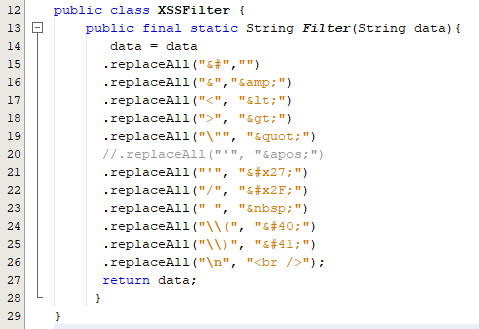 12 public class XSSFilter {
13 public final static String Filter(String data){
14 data = data
15 .replaceAll("&#","")
16 .replaceAll("&","&amp;")
17 .replaceAll("<", "&lt;")
18 .replaceAll(">", "&gt;")
19 .replaceAll("\"", "&quot;")
20 //.replaceAll("'", "&apos;")
21 .replaceAll("'", "&#x27;")
22 .replaceAll("/", "&#x2F;")
23 .replaceAll(" ", "&nbsp;")
24 .replaceAll("\\(", "&#40;")
25 .replaceAll("\\)", "&#41;")
26 .replaceAll("\n", "<br />");
27 return data;
28 }
29 }